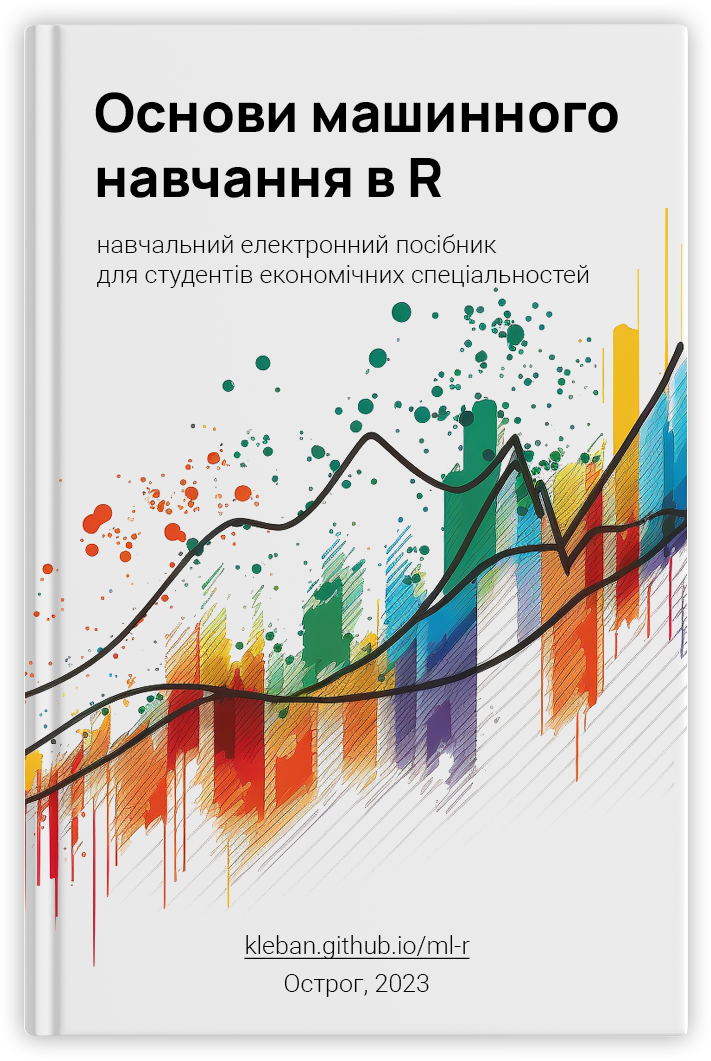 Основи машинного
навчання в R
навчальний електронний посібник
для студентів економічних спеціальностей
kleban.github.io/ml-r
Острог, 2023